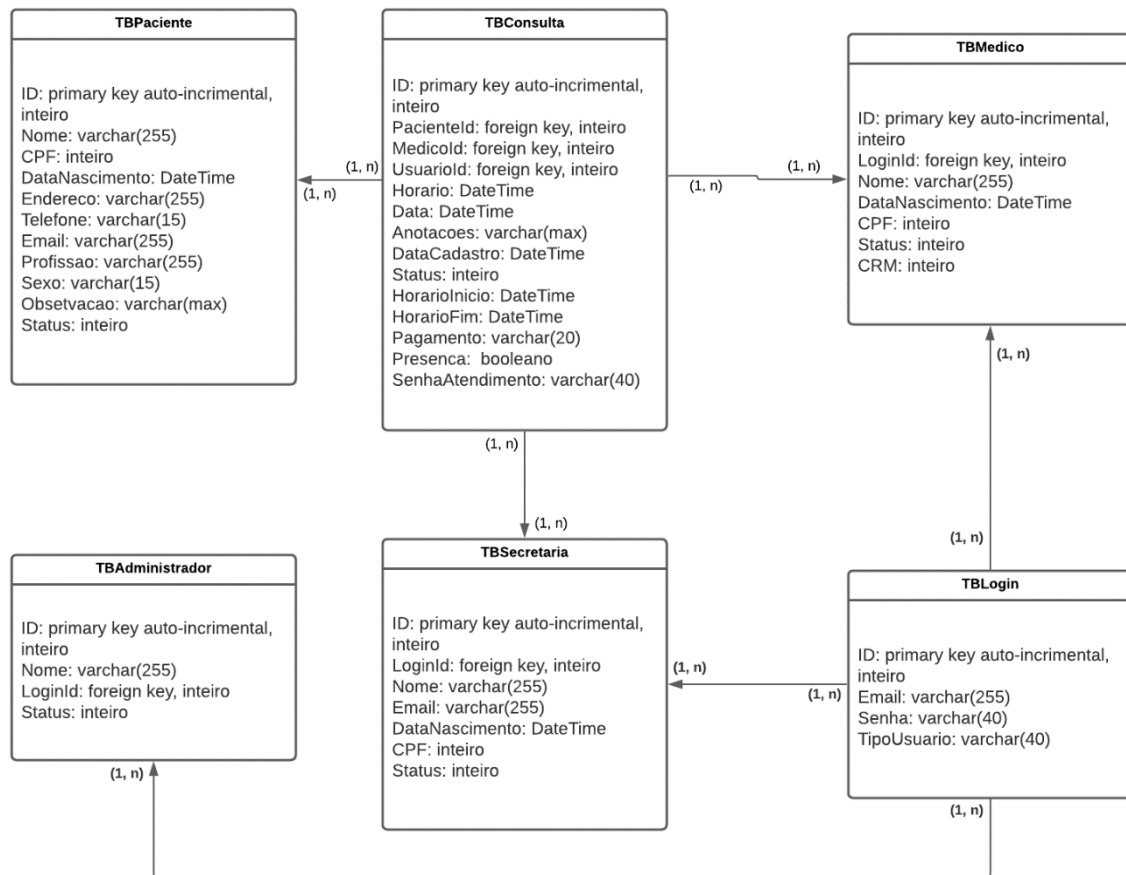 TBPaciente
ID: primary key auto-incrimental,
inteiro
Nome: varchar(255)
CPF: inteiro
DataNascimento: DateTime
Endereco: varchar(255)
Telefone: varchar(15)
Email: varchar(255)
Profissao: varchar(255)
Sexo: varchar(15)
Obsetvacao: varchar(max)
Status: inteiro
(1, n)
(1, n)
TBConsulta
ID: primary key auto-incrimental,
inteiro
PacienteId: foreign key, inteiro
MedicoId: foreign key, inteiro
UsuarioId: foreign key, inteiro
Horario: DateTime
Data: DateTime
Anotacoes: varchar(max)
DataCadastro: DateTime
Status: inteiro
HorarioInicio: DateTime
HorarioFim: DateTime
Pagamento: varchar(20)
Presenca: booleano
SenhaAtendimento: varchar(40)
(1, n)
(1, n)
TBMedico
ID: primary key auto-incrimental,
inteiro
LoginId: foreign key, inteiro
Nome: varchar(255)
DataNascimento: DateTime
CPF: inteiro
Status: inteiro
CRM: inteiro
(1, n)
(1, n)
(1, n)
(1, n)
TBAdministrador
ID: primary key auto-incrimental,
inteiro
Nome: varchar(255)
LoginId: foreign key, inteiro
Status: inteiro
(1, n)
TBSecretaria
ID: primary key auto-incrimental,
inteiro
LoginId: foreign key, inteiro
Nome: varchar(255)
Email: varchar(255)
DataNascimento: DateTime
CPF: inteiro
Status: inteiro
(1, n)
(1, n)
TBLogin
ID: primary key auto-incrimental,
inteiro
Email: varchar(255)
Senha: varchar(40)
TipoUsuario: varchar(40)
(1, n)